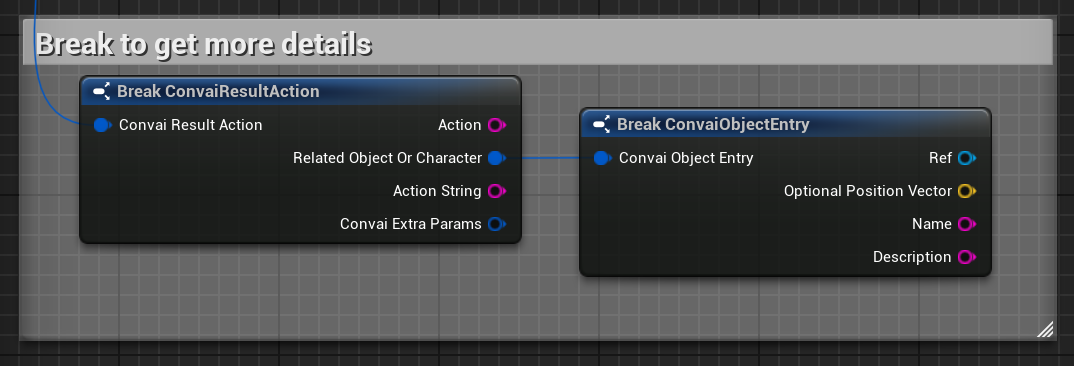 Break to get more details
Break ConvaiResultAction
Convai Result Action
Action
Related Object Or Character
Action String
Convai Extra Params
Break ConvaiObjectEntry
Convai Object Entry
Ref
Optional Position Vector
Name
Description